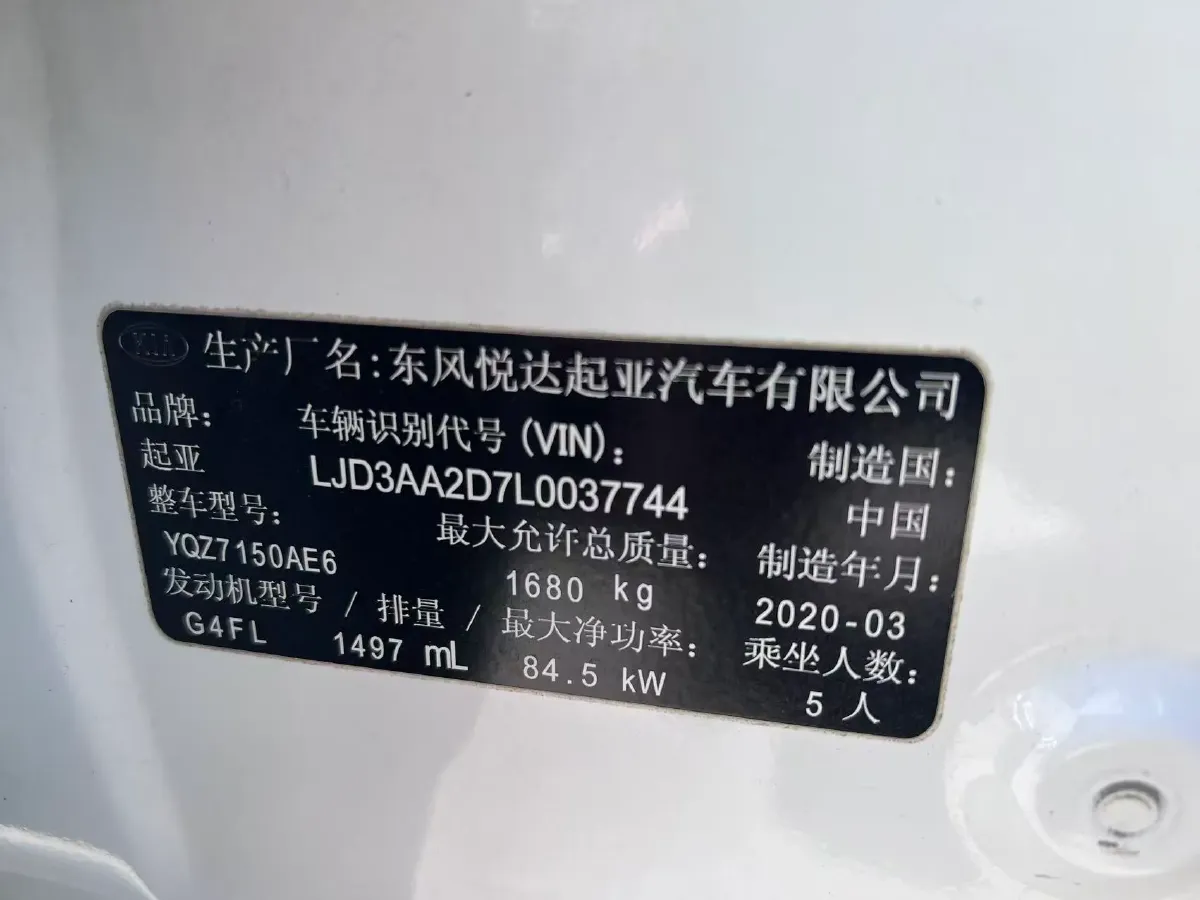 KIA 生产厂名:东风悦达起亚汽车有限公司
品牌: 车辆识别代号(VIN): 制造国:
起亚 LJD3AA2D7L0037744 中国
整车型号: 最大允许总质量: 制造年月:
YQZ7150AE6 1680 kg 2020-03
发动机型号 / 排量 / 最大净功率: 乘坐人数:
G4FL 1497 mL 84.5 kW 5 人